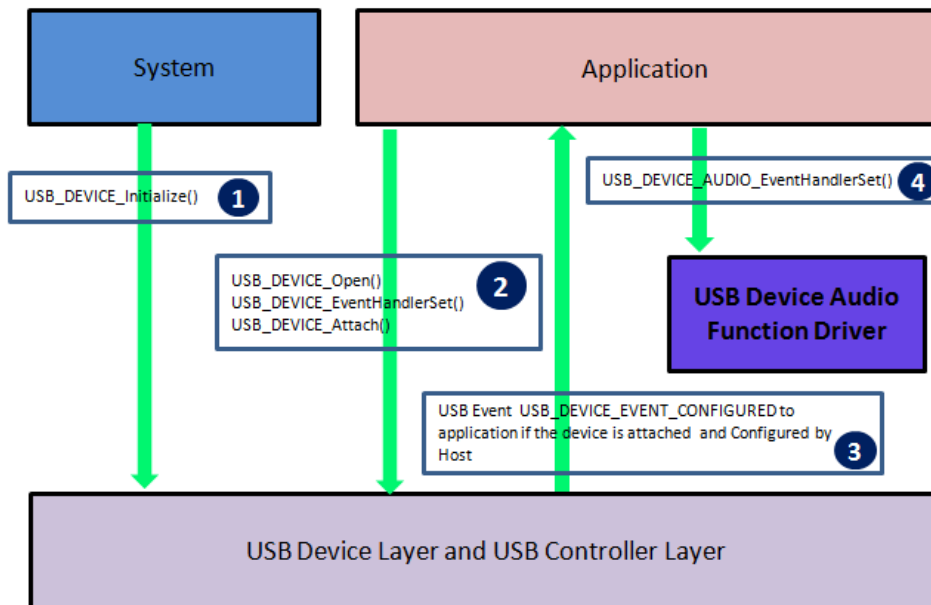 System
Application
USB_DEVICE_Initialize()
1
USB_DEVICE_AUDIO_EventHandlerSet()
4
USB_DEVICE_Open()
USB_DEVICE_EventHandlerSet()
USB_DEVICE_Attach()
2
USB Device Audio
Function Driver
USB Event  USB_DEVICE_EVENT_CONFIGURED to
application if the device is attached  and Configured by
Host
3
USB Device Layer and USB Controller Layer